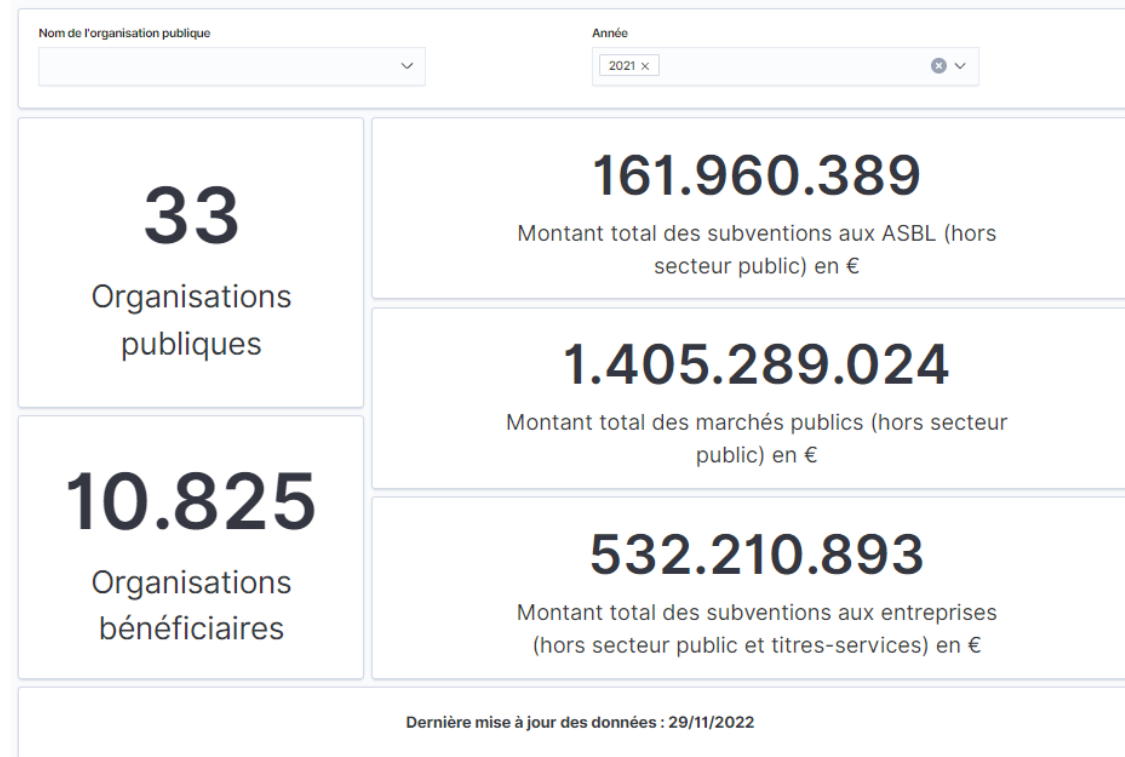 Nom de l'organisation publique
Année
2021 ×
33
Organisations
publiques
161.960.389
Montant total des subventions aux ASBL (hors
secteur public) en €
1.405.289.024
Montant total des marchés publics (hors secteur
public) en €
10.825
Organisations
bénéficiaires
532.210.893
Montant total des subventions aux entreprises
(hors secteur public et titres-services) en €
Dernière mise à jour des données : 29/11/2022